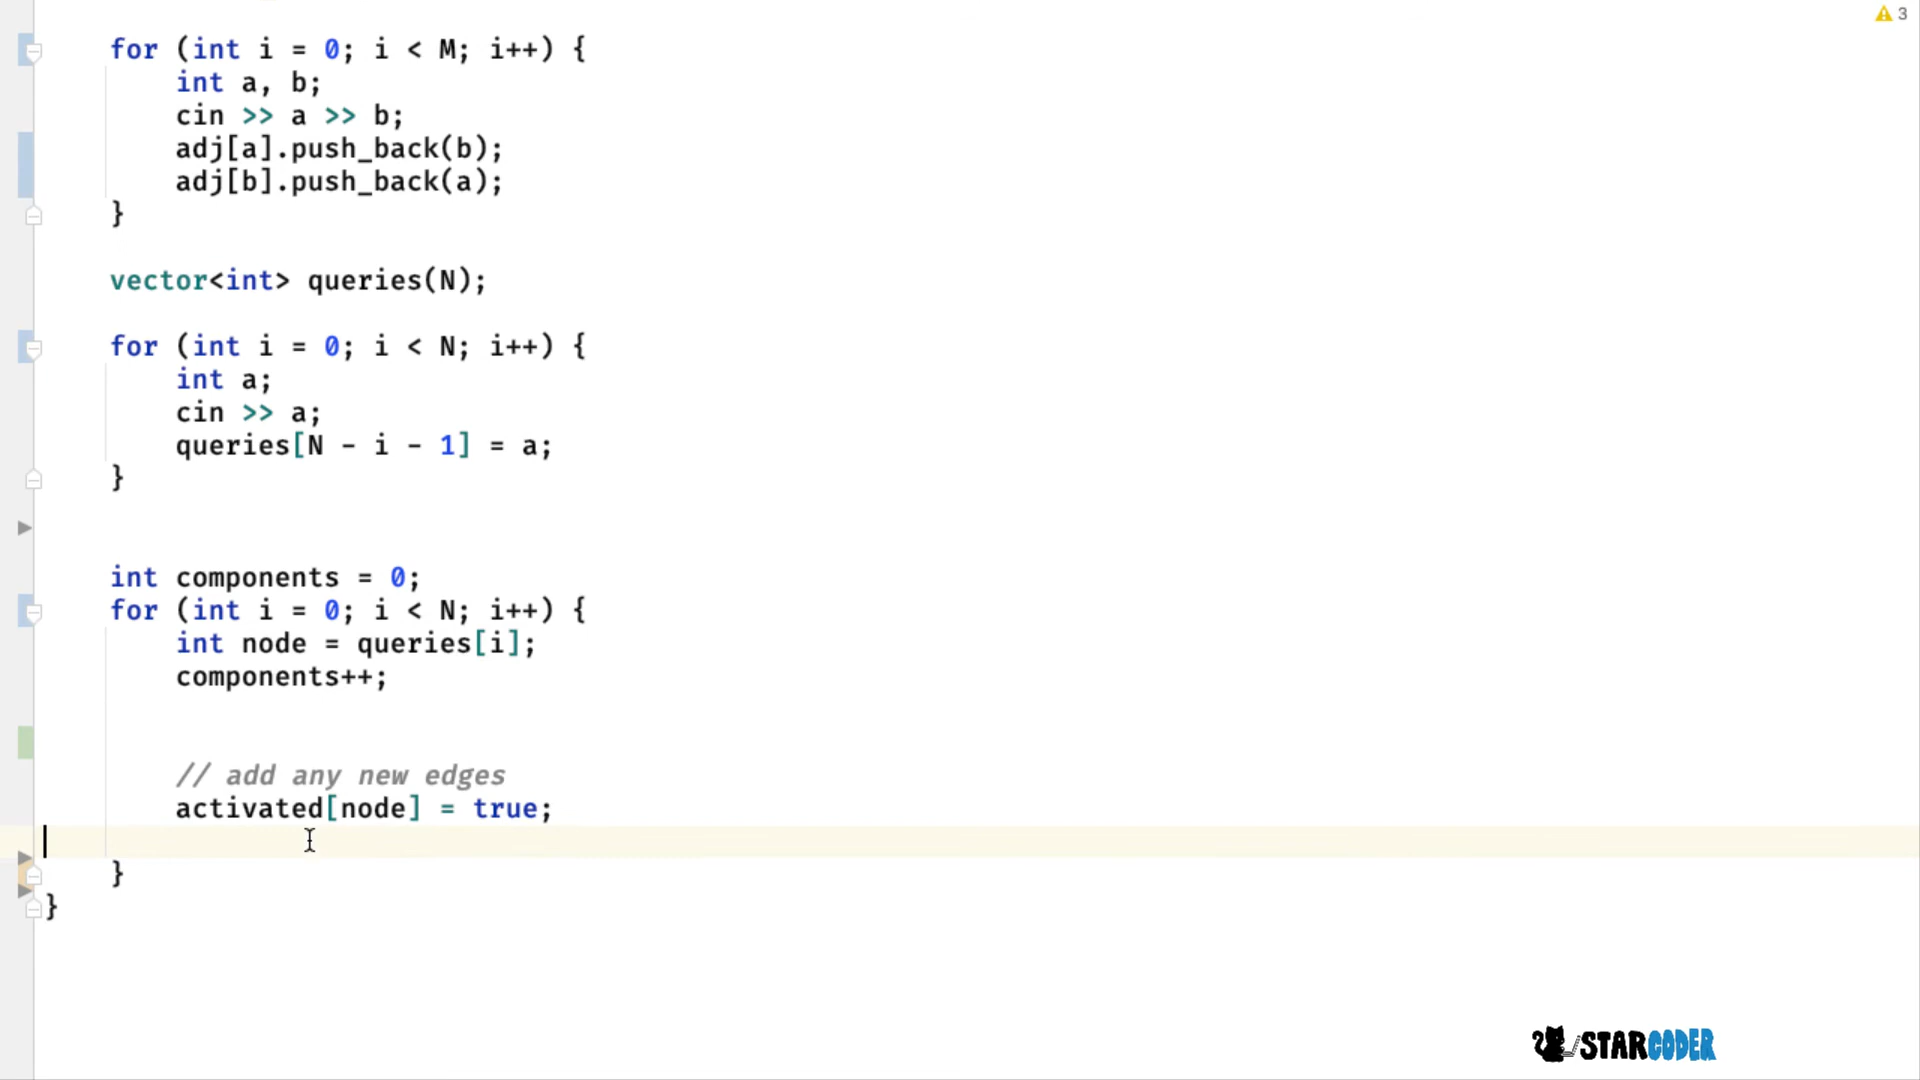 3
for (int i = 0; i < M; i++) {
int a, b;
cin >> a >> b;
adj[a].push_back(b);
adj[b].push_back(a);
}
vector<int> queries(N);
for (int i = 0; i < N; i++) {
int a;
cin >> a;
queries[N - i - 1] = a;
}
int components = 0;
for (int i = 0; i < N; i++) {
int node = queries[i];
components++;
// add any new edges
activated[node] = true;
}
}
STARCODER